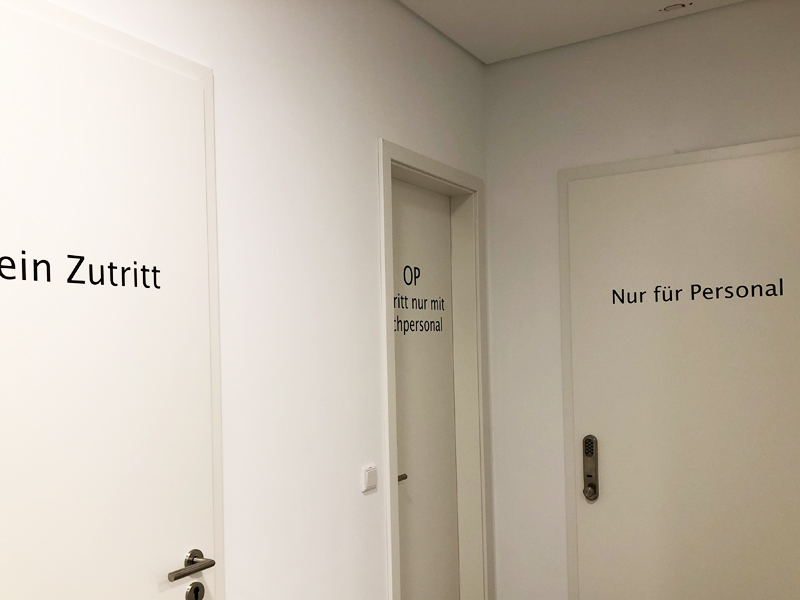 ein Zutritt
OP
ritt nur mit
chpersonal
Nur für Personal